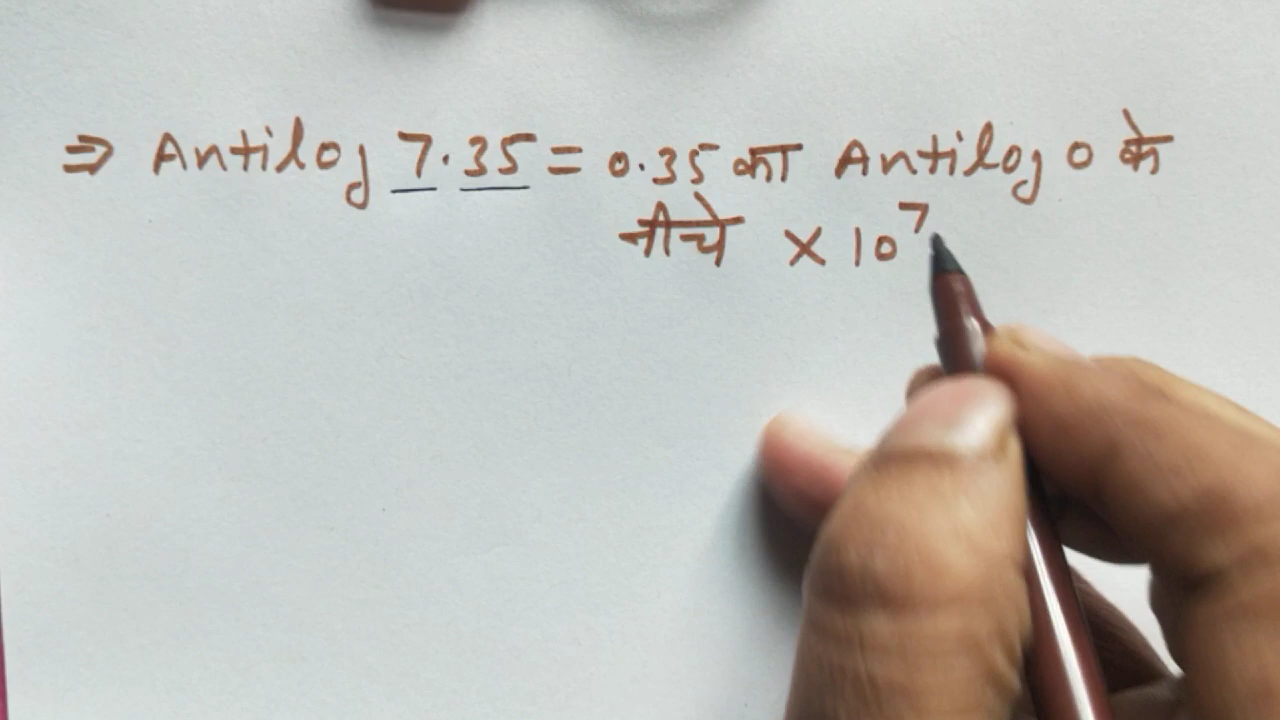 ⇒ Antilog 7.35 = 0.35 का Antilog 0 के
नीचे × 10⁷